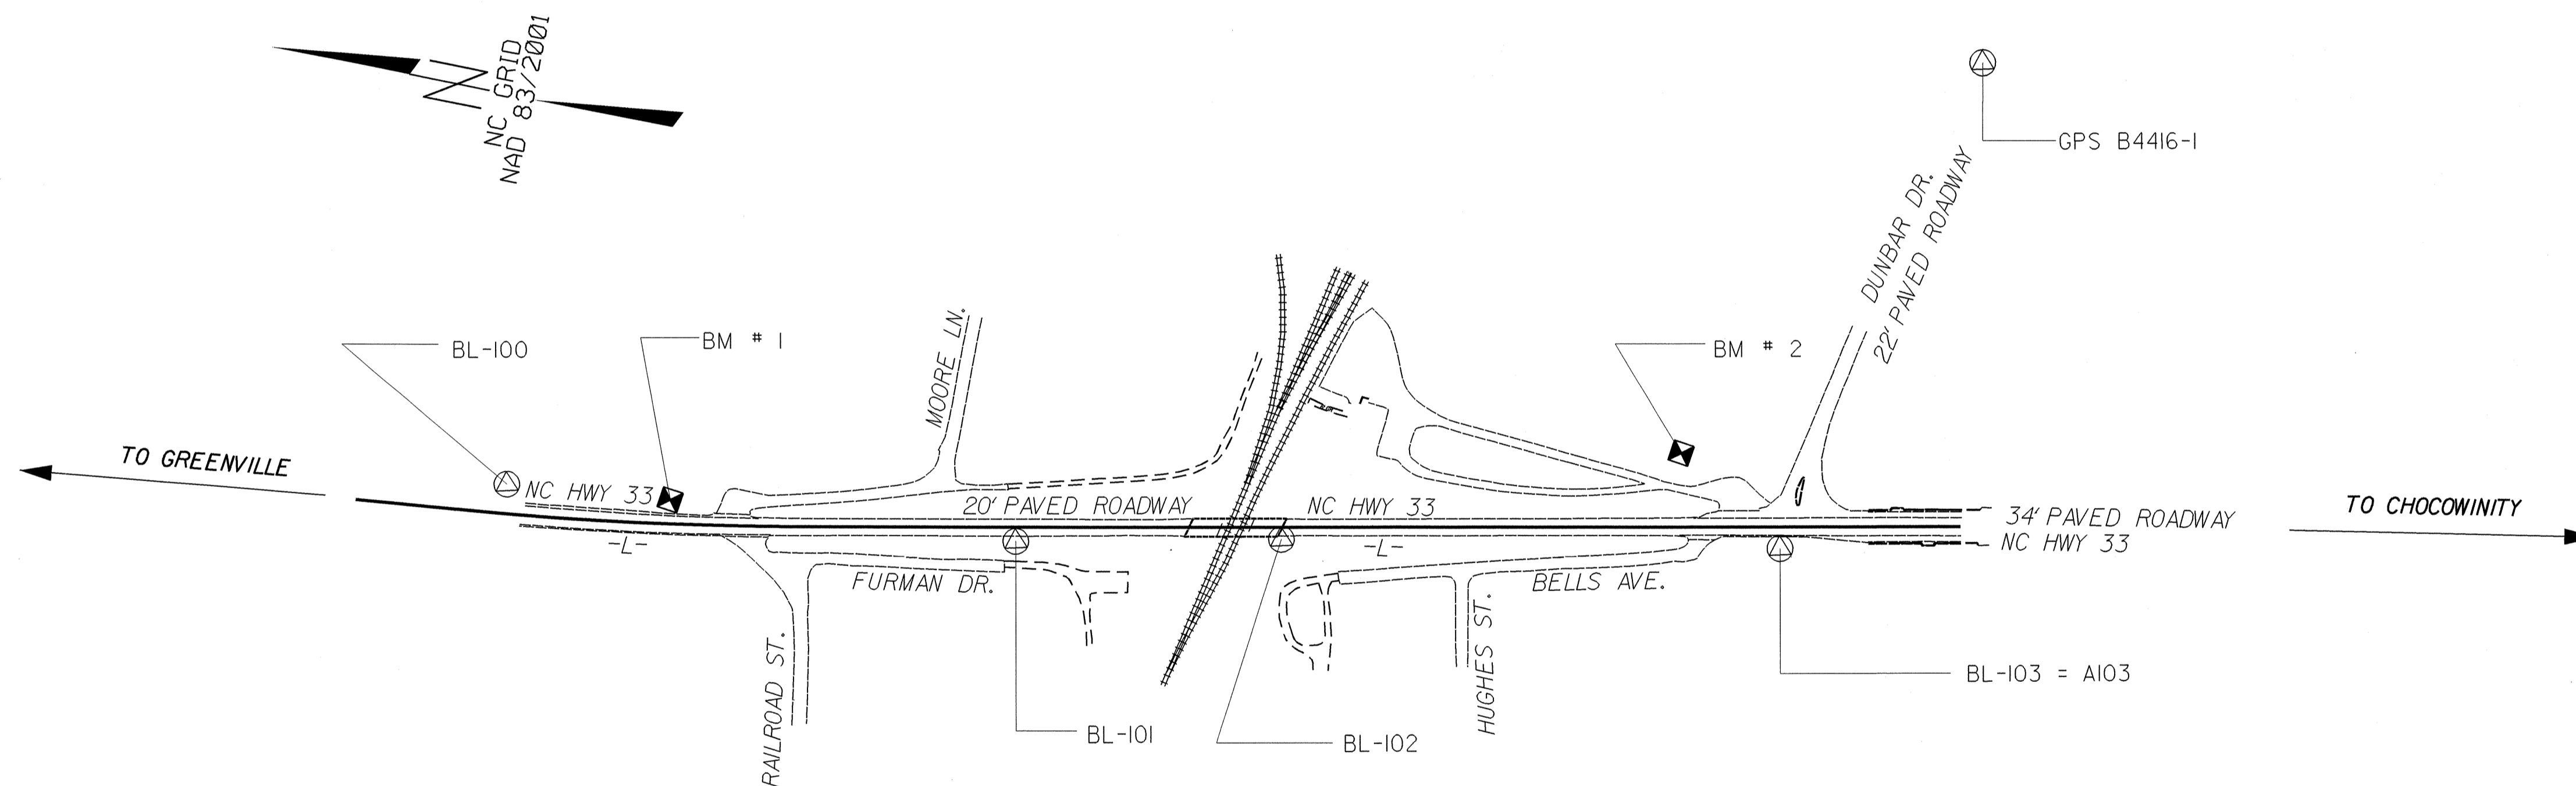 N
NC GRID
NAD 83/2001
GPS B4416-1
DUNBAR DR.
22' PAVED ROADWAY
MOORE LN.
BL-100
BM # 1
BM # 2
TO GREENVILLE
NC HWY 33
20' PAVED ROADWAY
NC HWY 33
34' PAVED ROADWAY
NC HWY 33
TO CHOCOWINITY
-L-
-L-
FURMAN DR.
BELLS AVE.
RAILROAD ST.
HUGHES ST.
BL-101
BL-102
BL-103 = A103